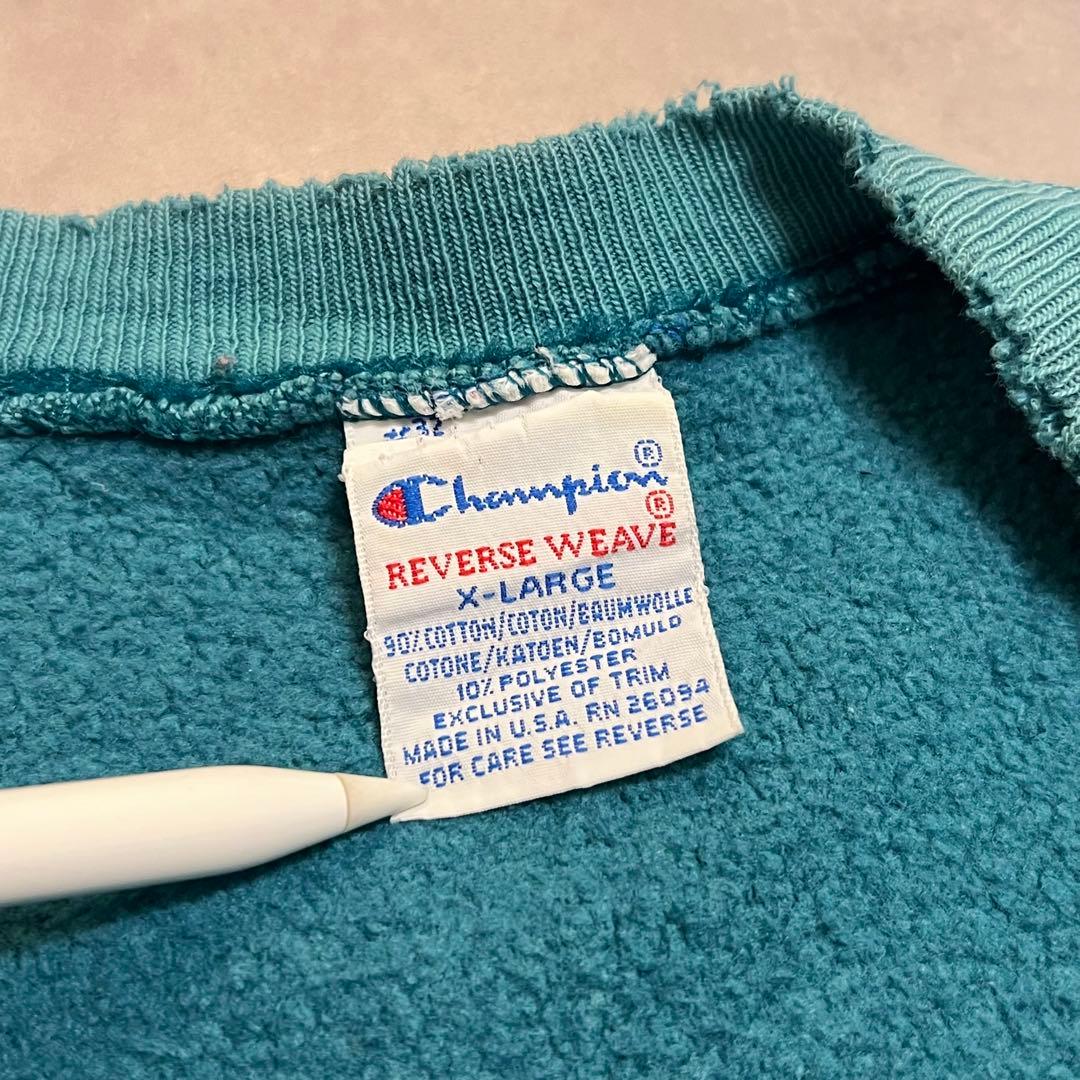 #32
Champion®
REVERSE WEAVE®
X-LARGE
90% COTTON/COTON/BAUMWOLLE
COTONE/KATOEN/BOMULD
10% POLYESTER
EXCLUSIVE OF TRIM
MADE IN U.S.A. RN 26094
FOR CARE SEE REVERSE